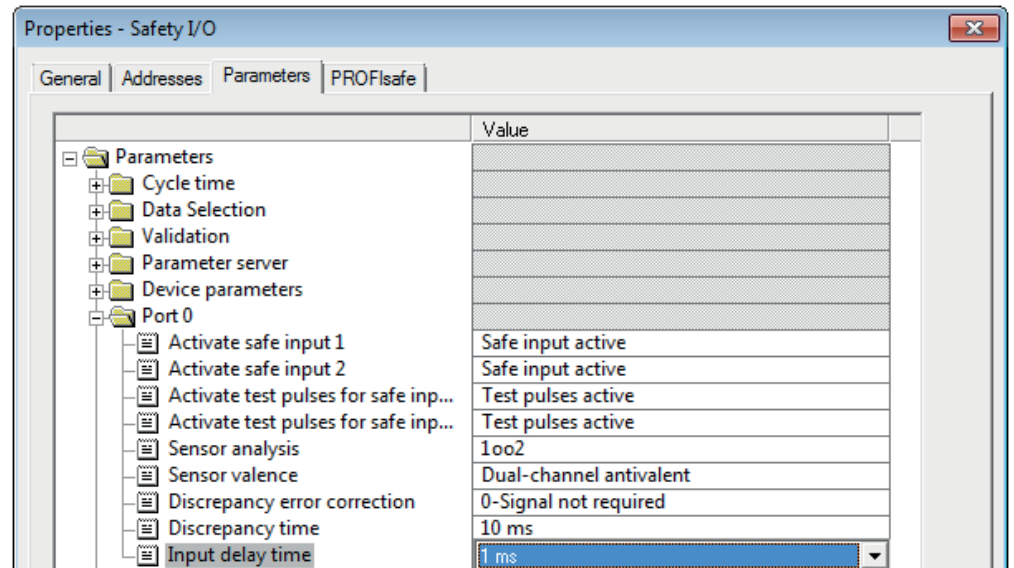 Properties - Safety I/O
General Addresses Parameters PROFIsafe
Value
Parameters
Cycle time
Data Selection
Validation
Parameter server
Device parameters
Port 0
Activate safe input 1 Safe input active
Activate safe input 2 Safe input active
Activate test pulses for safe inp... Test pulses active
Activate test pulses for safe inp... Test pulses active
Sensor analysis 1oo2
Sensor valence Dual-channel antivalent
Discrepancy error correction 0-Signal not required
Discrepancy time 10 ms
Input delay time 1 ms